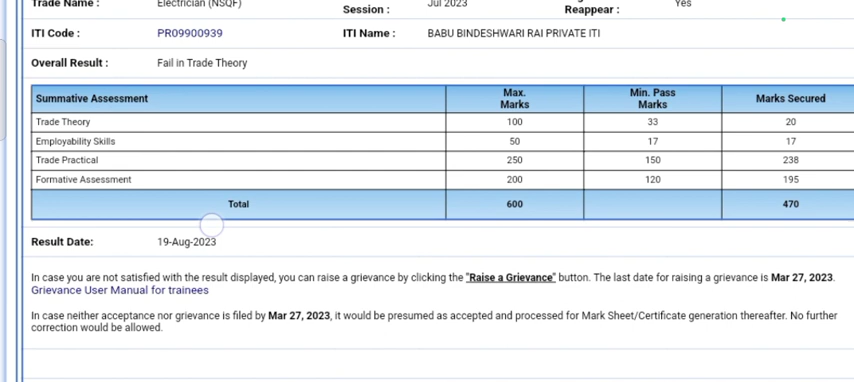 Trade Name : Electrician (NSQF) Session : Jul 2023 Reappear : Yes
ITI Code : PR09900939 ITI Name : BABU BINDESHWARI RAI PRIVATE ITI
Overall Result : Fail in Trade Theory
Summative Assessment Max. Marks Min. Pass Marks Marks Secured
Trade Theory 100 33 20
Employability Skills 50 17 17
Trade Practical 250 150 238
Formative Assessment 200 120 195
Total 600 470
Result Date: 19-Aug-2023
In case you are not satisfied with the result displayed, you can raise a grievance by clicking the "Raise a Grievance" button. The last date for raising a grievance is Mar 27, 2023.
Grievance User Manual for trainees
In case neither acceptance nor grievance is filed by Mar 27, 2023, it would be presumed as accepted and processed for Mark Sheet/Certificate generation thereafter. No further
correction would be allowed.